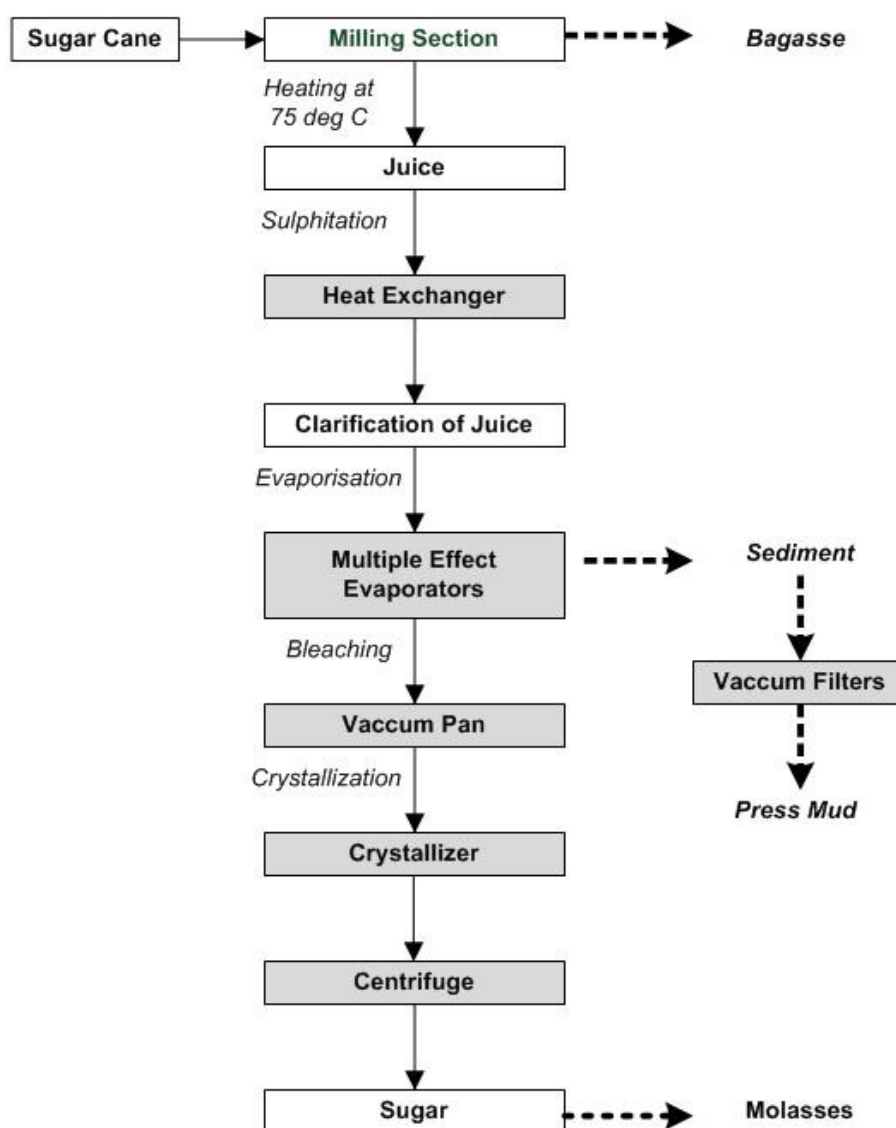 Sugar Cane
Milling Section
Bagasse
Heating at
75 deg C
Juice
Sulphitation
Heat Exchanger
Clarification of Juice
Evaporisation
Multiple Effect
Evaporators
Sediment
Bleaching
Vaccum Filters
Vaccum Pan
Crystallization
Press Mud
Crystallizer
Centrifuge
Sugar
Molasses